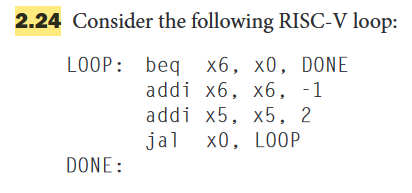 2.24 Consider the following RISC-V loop:
LOOP: beq x6, x0, DONE
addi x6, x6, -1
addi x5, x5, 2
jal x0, LOOP
DONE: